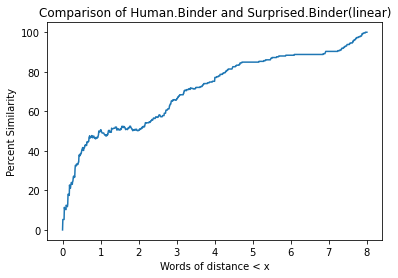 Comparison of Human.Binder and Surprised.Binder(linear)
100
80
60
40
20
0
Percent Similarity
0 1 2 3 4 5 6 7 8
Words of distance < x